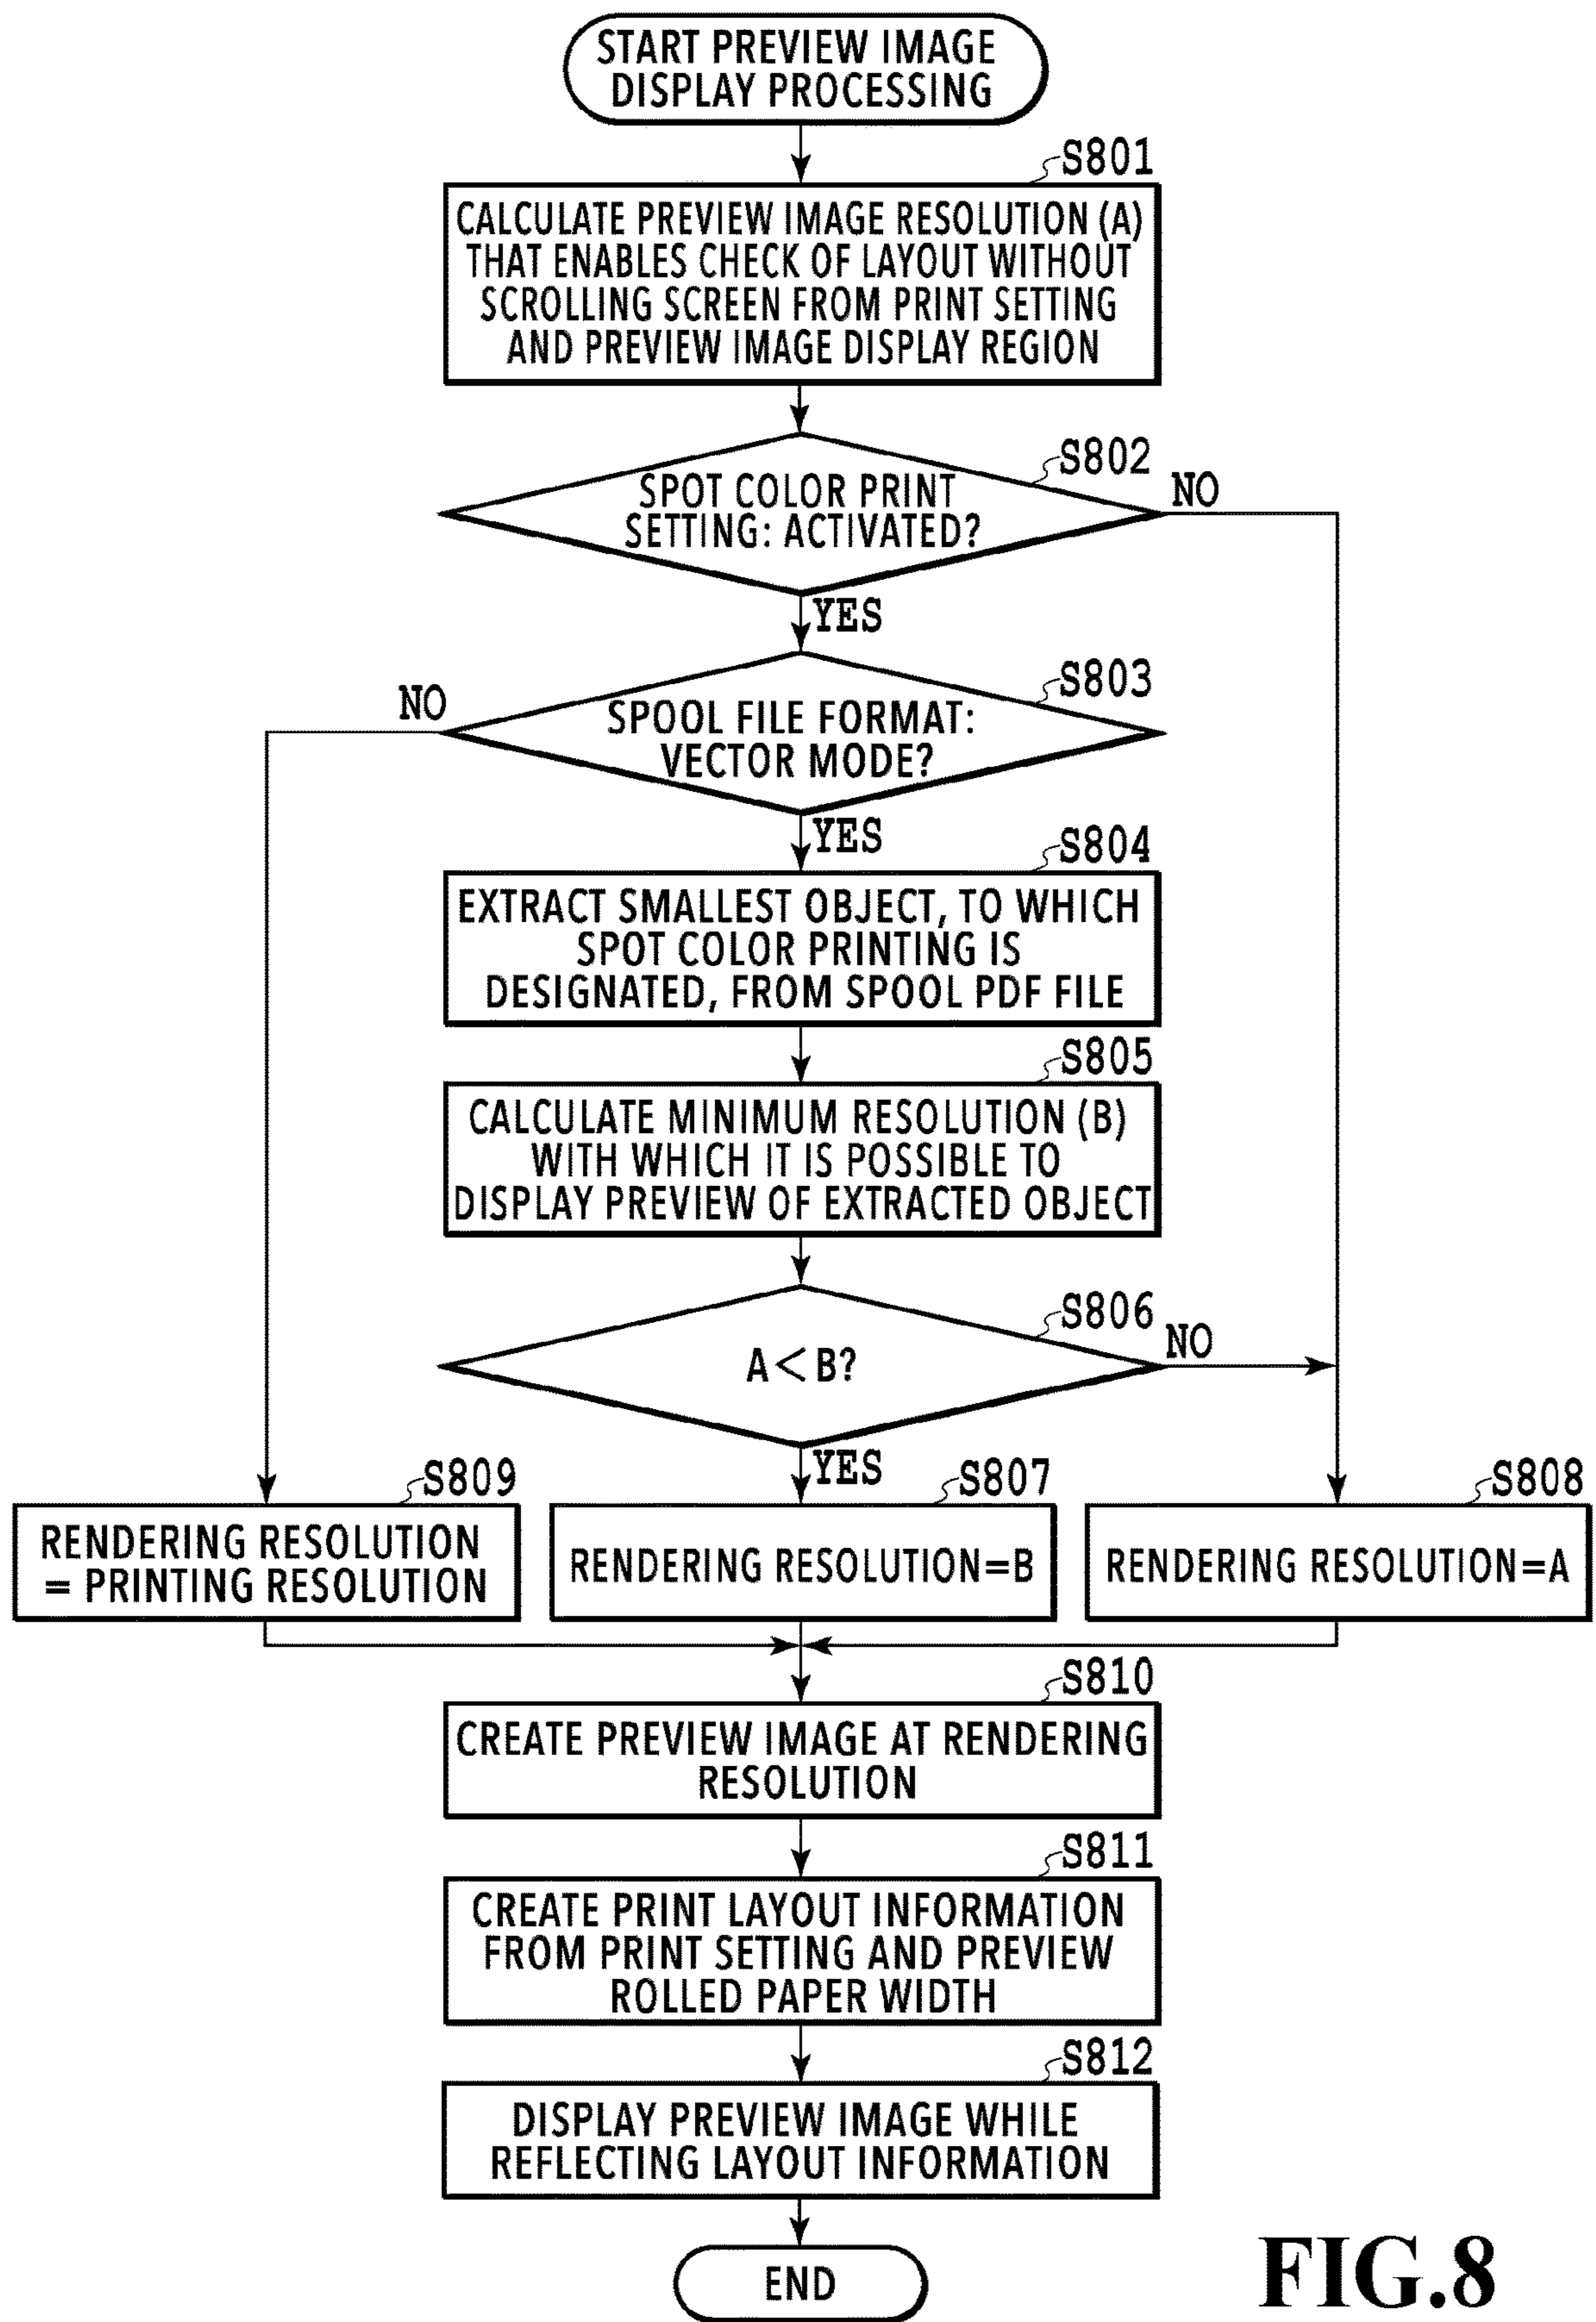 START PREVIEW IMAGE
DISPLAY PROCESSING
S801
CALCULATE PREVIEW IMAGE RESOLUTION (A)
THAT ENABLES CHECK OF LAYOUT WITHOUT
SCROLLING SCREEN FROM PRINT SETTING
AND PREVIEW IMAGE DISPLAY REGION
S802
SPOT COLOR PRINT
SETTING: ACTIVATED?
NO
YES
S803
NO
SPOOL FILE FORMAT:
VECTOR MODE?
YES
S804
EXTRACT SMALLEST OBJECT, TO WHICH
SPOT COLOR PRINTING IS
DESIGNATED, FROM SPOOL PDF FILE
S805
CALCULATE MINIMUM RESOLUTION (B)
WITH WHICH IT IS POSSIBLE TO
DISPLAY PREVIEW OF EXTRACTED OBJECT
S806
A<B?
NO
YES
S809
RENDERING RESOLUTION
= PRINTING RESOLUTION
S807
RENDERING RESOLUTION=B
S808
RENDERING RESOLUTION=A
S810
CREATE PREVIEW IMAGE AT RENDERING
RESOLUTION
S811
CREATE PRINT LAYOUT INFORMATION
FROM PRINT SETTING AND PREVIEW
ROLLED PAPER WIDTH
S812
DISPLAY PREVIEW IMAGE WHILE
REFLECTING LAYOUT INFORMATION
END
FIG.8